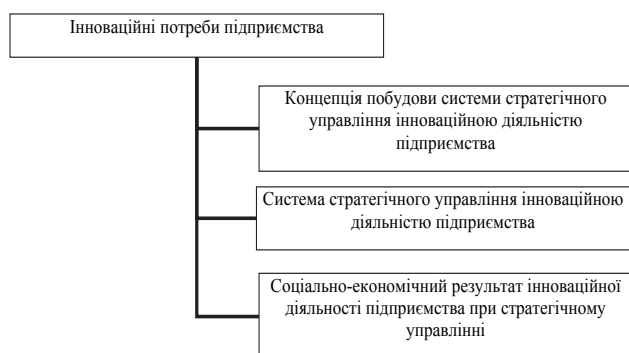 Інноваційні потреби підприємства
Концепція побудови системи стратегічного
управління інноваційною діяльністю
підприємства
Система стратегічного управління інноваційною
діяльністю підприємства
Соціально-економічний результат інноваційної
діяльності підприємства при стратегічному
управлінні